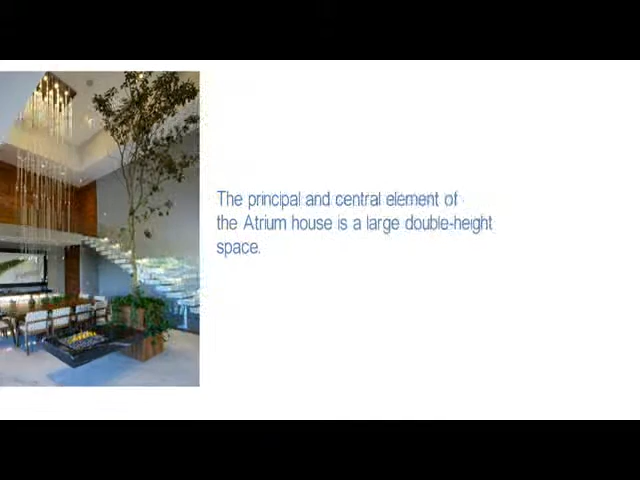 The principal and central element of
the Atrium house is a large double-height
space.